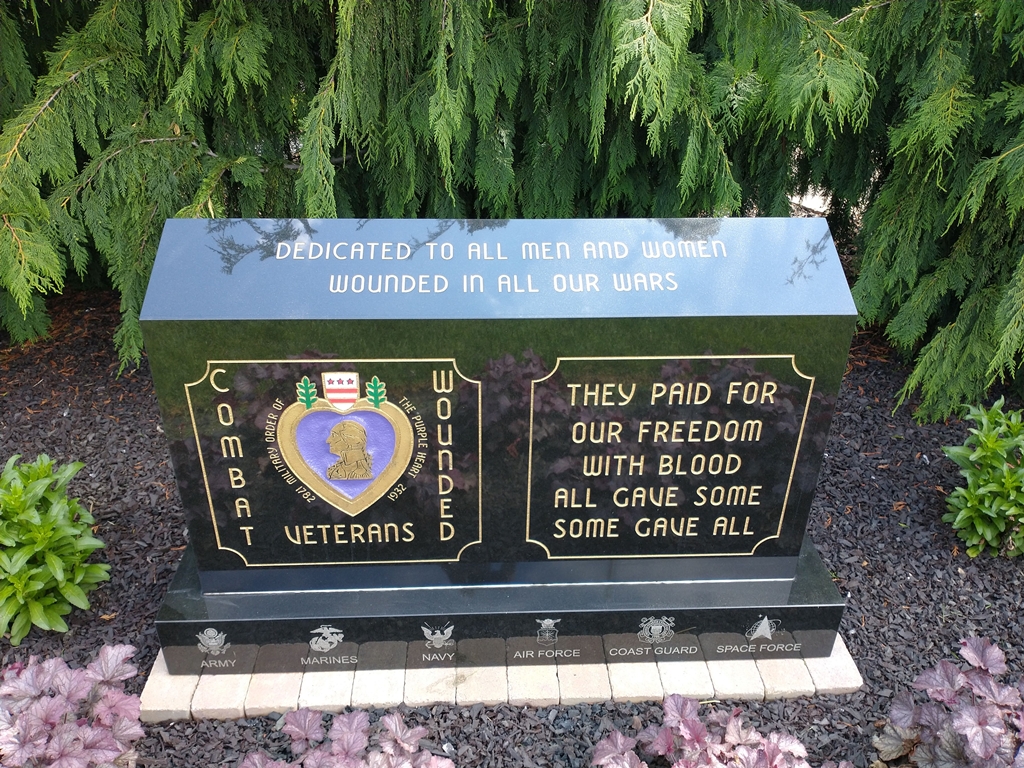 DEDICATED TO ALL MEN AND WOMEN
WOUNDED IN ALL OUR WARS
COMBAT
WOUNDED
VETERANS
MILITARY ORDER OF
THE PURPLE HEART
1782
1932
THEY PAID FOR
OUR FREEDOM
WITH BLOOD
ALL GAVE SOME
SOME GAVE ALL
ARMY
MARINES
NAVY
AIR FORCE
COAST GUARD
SPACE FORCE